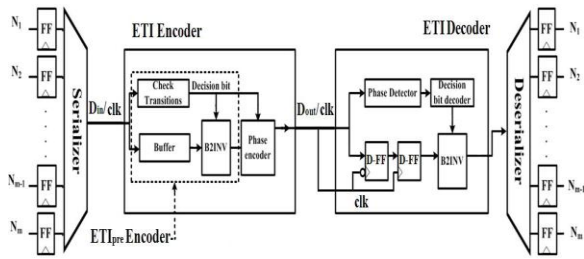 ETI Encoder
ETI Decoder
N1
FF
N2
FF
Nm-1
FF
Nm
FF
Serializer
Din/clk
Check
Transitions
Decision bit
Buffer
B2INV
Phase
encoder
ETIpre Encoder
Dout/clk
Phase Detector
Decision
bit decoder
D-FF
D-FF
B2INV
clk
Deserializer
FF
N1
FF
N2
FF
Nm-1
FF
Nm